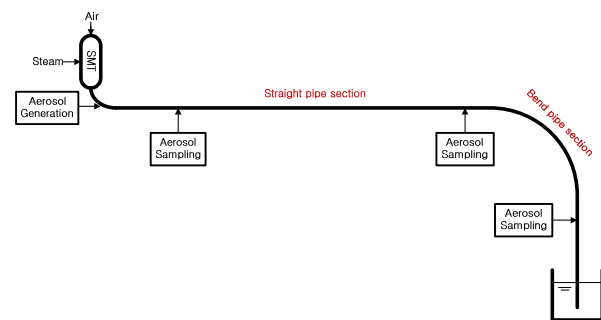 Air
Steam
SMT
Aerosol
Generation
Straight pipe section
Bend pipe section
Aerosol
Sampling
Aerosol
Sampling
Aerosol
Sampling